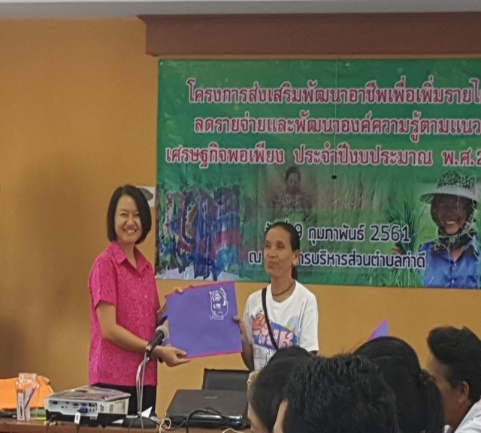 โครงการส่งเสริมพัฒนาอาชีพเพื่อเพิ่มรายได้
ลดรายจ่ายและพัฒนาองค์ความรู้ตามแนว
เศรษฐกิจพอเพียง ประจำปีงบประมาณ พ.ศ.2
9 กุมภาพันธ์ 2561
ณ การบริหารส่วนตำบลท่าดี